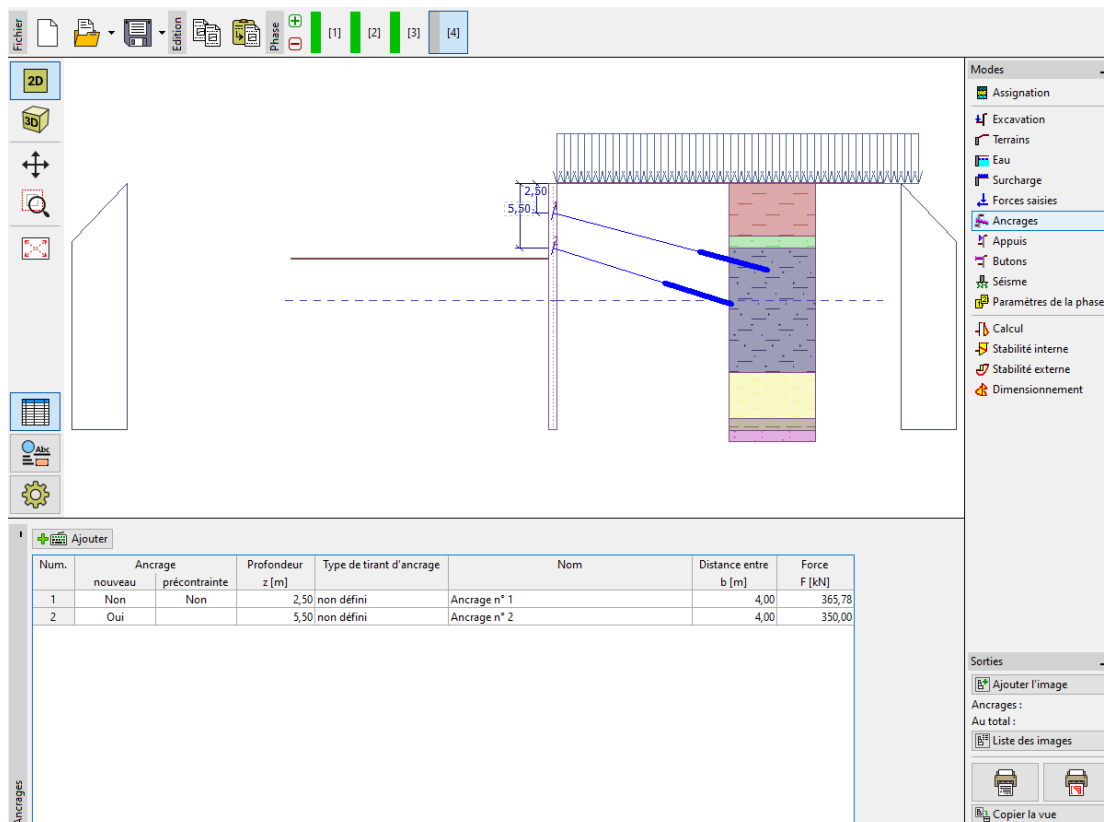 Fichier
Edition
Phase
[1] [2] [3] [4]
2D
3D
Abc
2,50
5,50
1
2
Modes
Assignation
Excavation
Terrains
Eau
Surcharge
Forces saisies
Ancrages
Appuis
Butons
Séisme
Paramètres de la phase
Calcul
Stabilité interne
Stabilité externe
Dimensionnement
Ajouter
Num. Ancrage Profondeur Type de tirant d'ancrage Nom Distance entre Force
nouveau précontrainte z [m] b [m] F [kN]
1 Non Non 2,50 non défini Ancrage n° 1 4,00 365,78
2 Oui 5,50 non défini Ancrage n° 2 4,00 350,00
Ancrages
Sorties
Ajouter l'image
Ancrages :
Au total :
Liste des images
Copier la vue